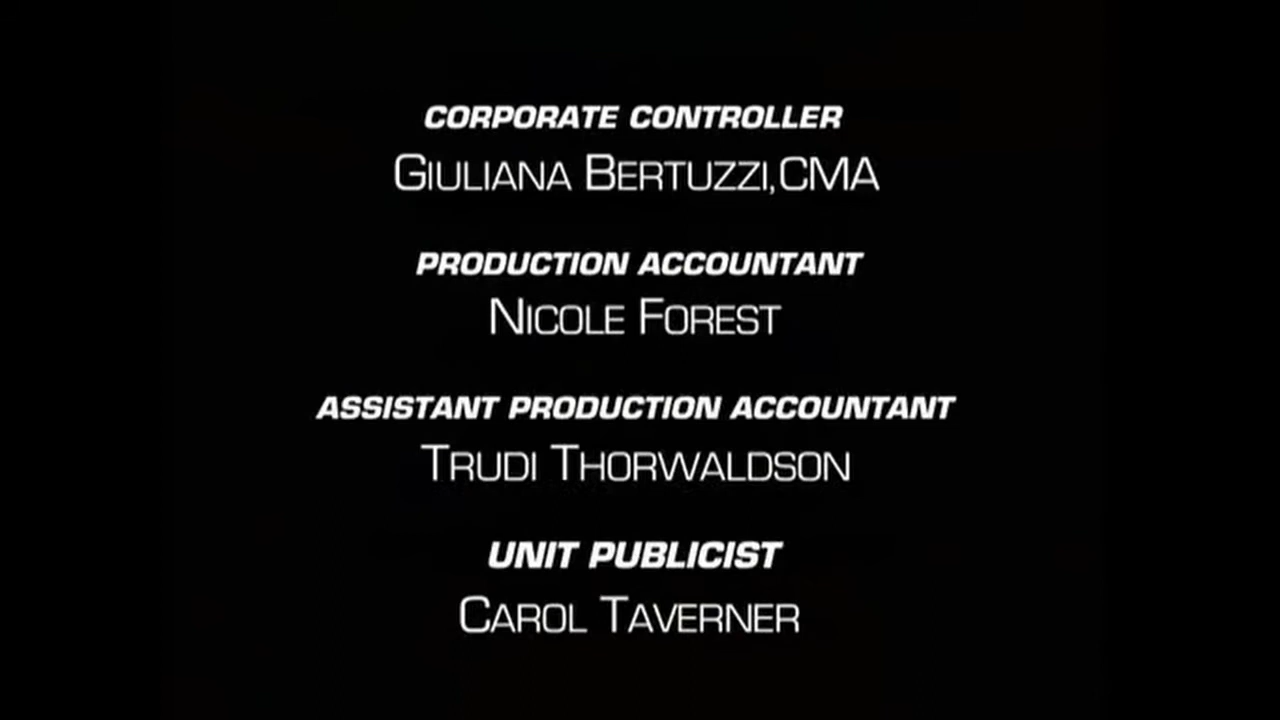 CORPORATE CONTROLLER
GIULIANA BERTUZZI,CMA
PRODUCTION ACCOUNTANT
NICOLE FOREST
ASSISTANT PRODUCTION ACCOUNTANT
TRUDI THORWALDSON
UNIT PUBLICIST
CAROL TAVERNER